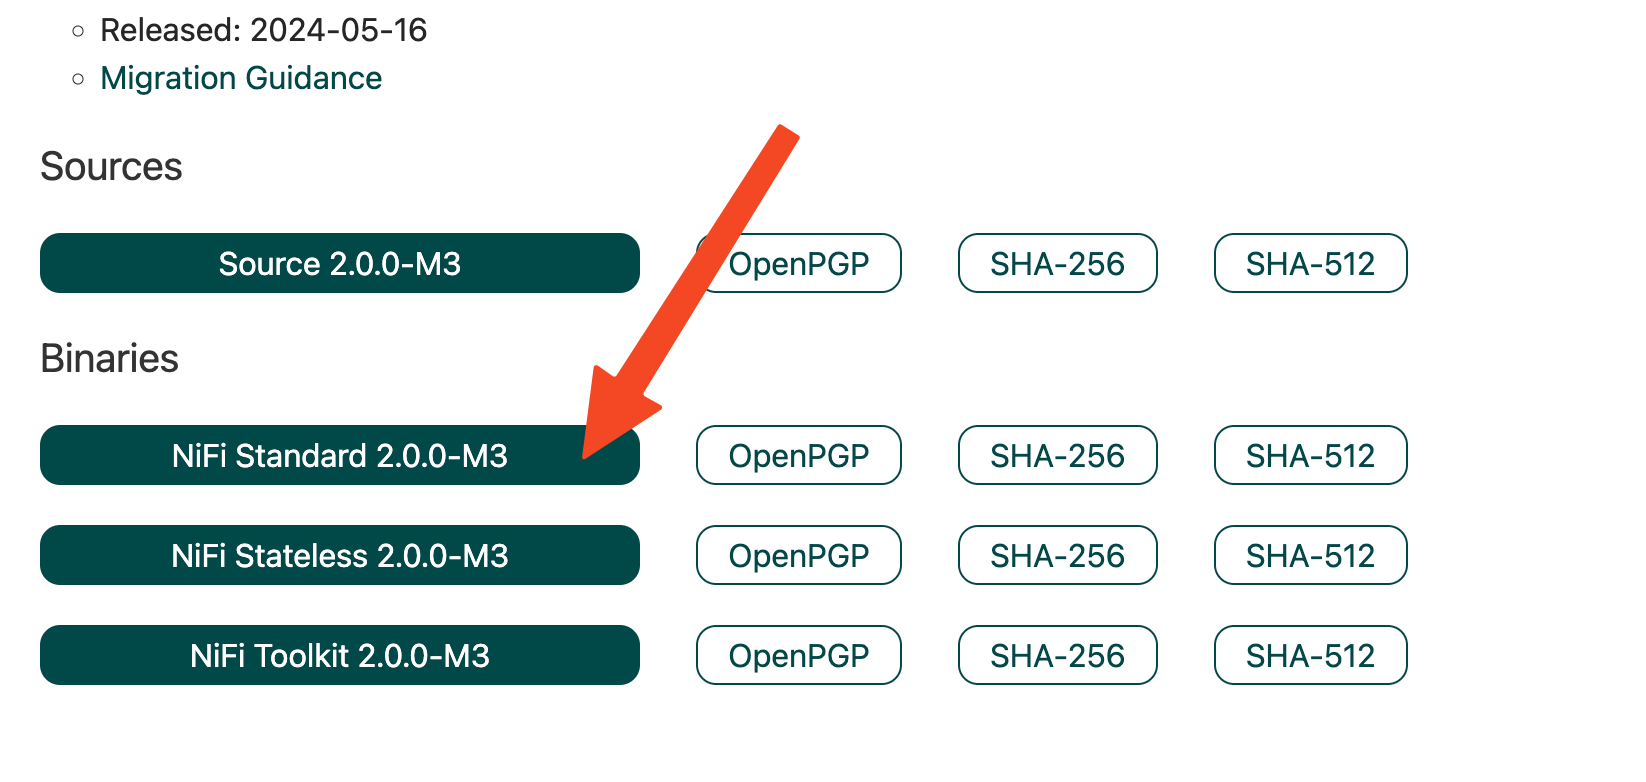 Released: 2024-05-16
Migration Guidance
Sources
Source 2.0.0-M3 OpenPGP SHA-256 SHA-512
Binaries
NiFi Standard 2.0.0-M3 OpenPGP SHA-256 SHA-512
NiFi Stateless 2.0.0-M3 OpenPGP SHA-256 SHA-512
NiFi Toolkit 2.0.0-M3 OpenPGP SHA-256 SHA-512